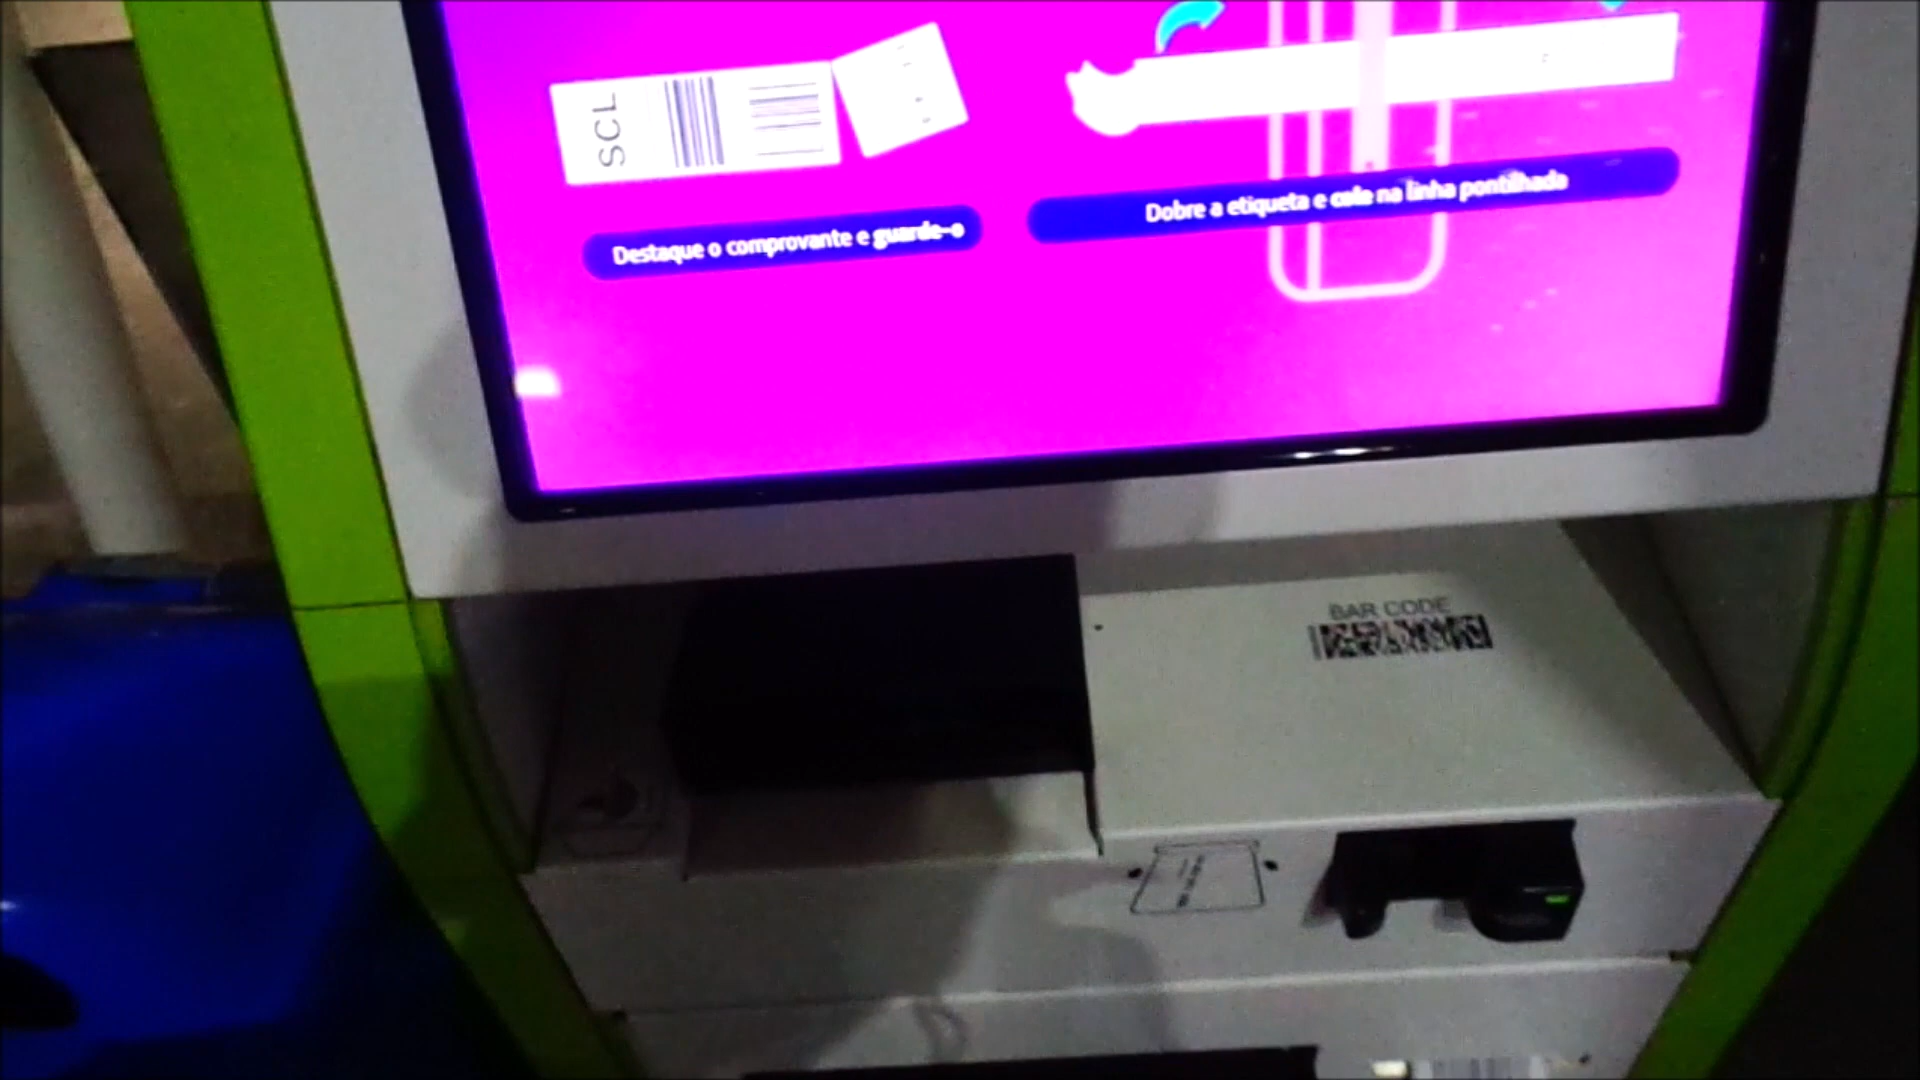 SCL
Destaque o comprovante e guarde-o
Dobre a etiqueta e cole na linha pontilhada
BAR CODE